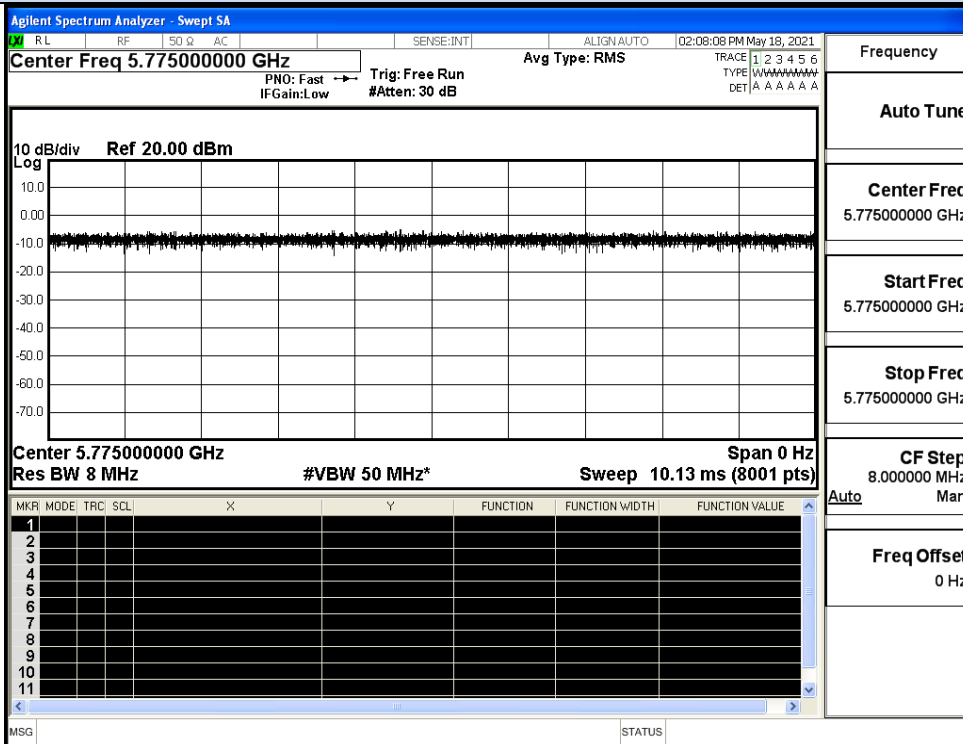 Agilent Spectrum Analyzer - Swept SA
LXI RL RF 50 Ω AC SENSE:INT ALIGN AUTO 02:08:08 PM May 18, 2021
Center Freq 5.775000000 GHz
PNO: Fast
IFGain:Low
Trig: Free Run
#Atten: 30 dB
Avg Type: RMS
TRACE 1 2 3 4 5 6
TYPE
DET A A A A A A
10 dB/div Ref 20.00 dBm
Log
10.0
0.00
-10.0
-20.0
-30.0
-40.0
-50.0
-60.0
-70.0
Center 5.775000000 GHz Span 0 Hz
Res BW 8 MHz #VBW 50 MHz* Sweep 10.13 ms (8001 pts)
MKR MODE TRC SCL X Y FUNCTION FUNCTION WIDTH FUNCTION VALUE
1
2
3
4
5
6
7
8
9
10
11
MSG STATUS
Frequency
Auto Tune
Center Freq
5.775000000 GHz
Start Freq
5.775000000 GHz
Stop Freq
5.775000000 GHz
CF Step
8.000000 MHz
Auto Man
Freq Offset
0 Hz